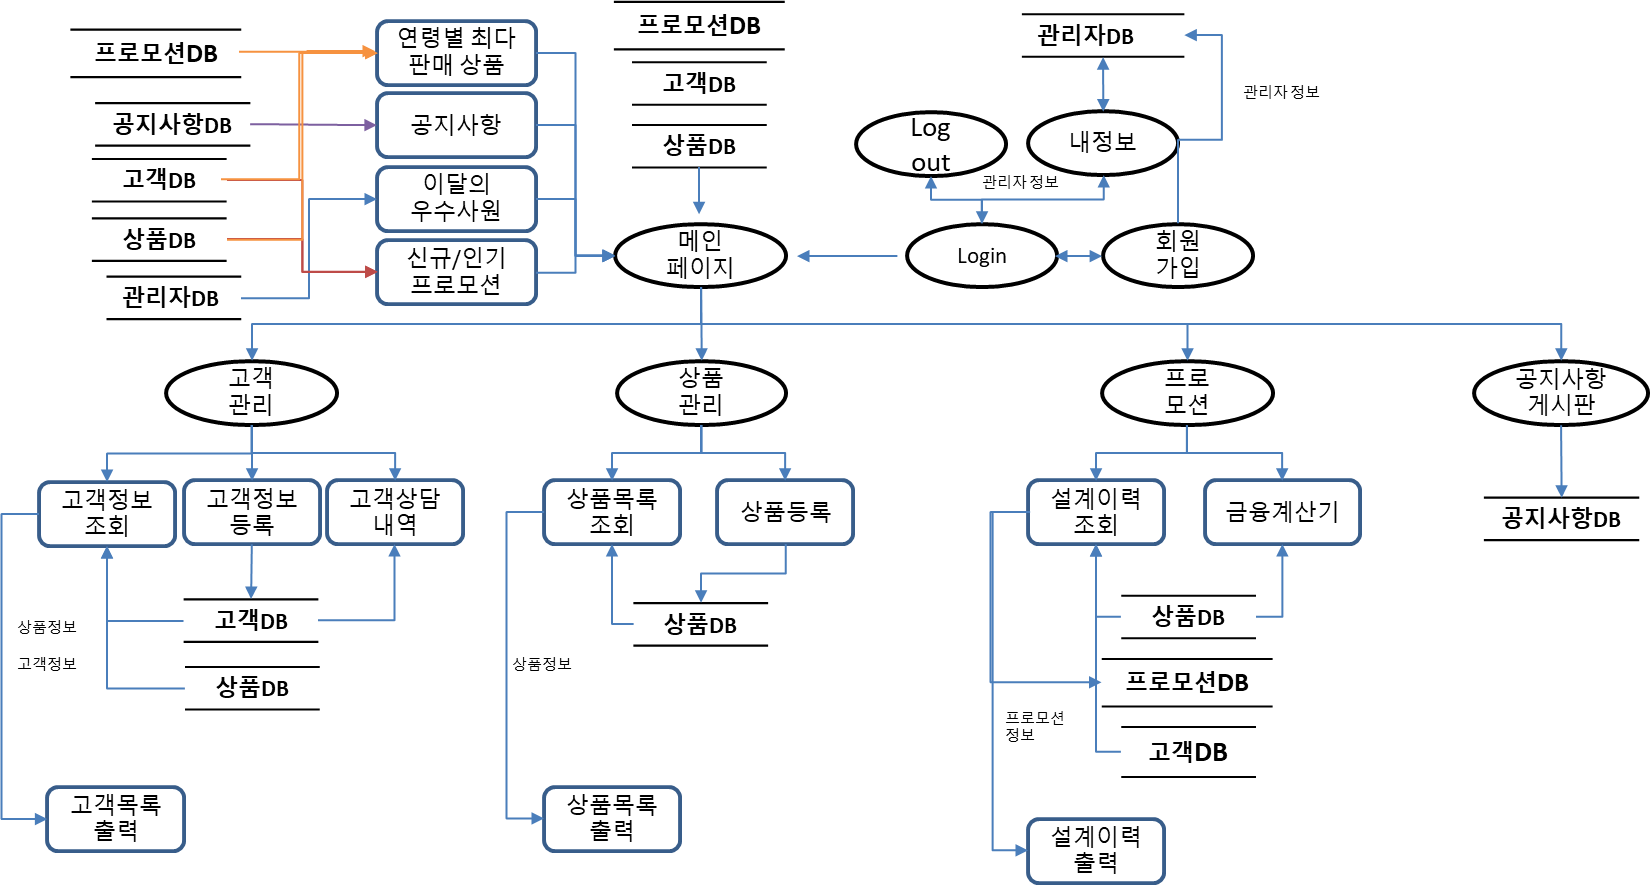 프로모션DB
공지사항DB
고객DB
상품DB
관리자DB
연령별 최다
판매 상품
공지사항
이달의
우수사원
신규/인기
프로모션
프로모션DB
고객DB
상품DB
메인
페이지
관리자DB
관리자 정보
Log
out
내정보
관리자 정보
Login
회원
가입
고객
관리
상품
관리
프로
모션
공지사항
게시판
고객정보
조회
고객정보
등록
고객상담
내역
상품목록
조회
상품등록
설계이력
조회
금융계산기
공지사항DB
상품정보
고객정보
고객DB
상품DB
상품정보
상품DB
상품DB
프로모션DB
프로모션
정보
고객DB
고객목록
출력
상품목록
출력
설계이력
출력